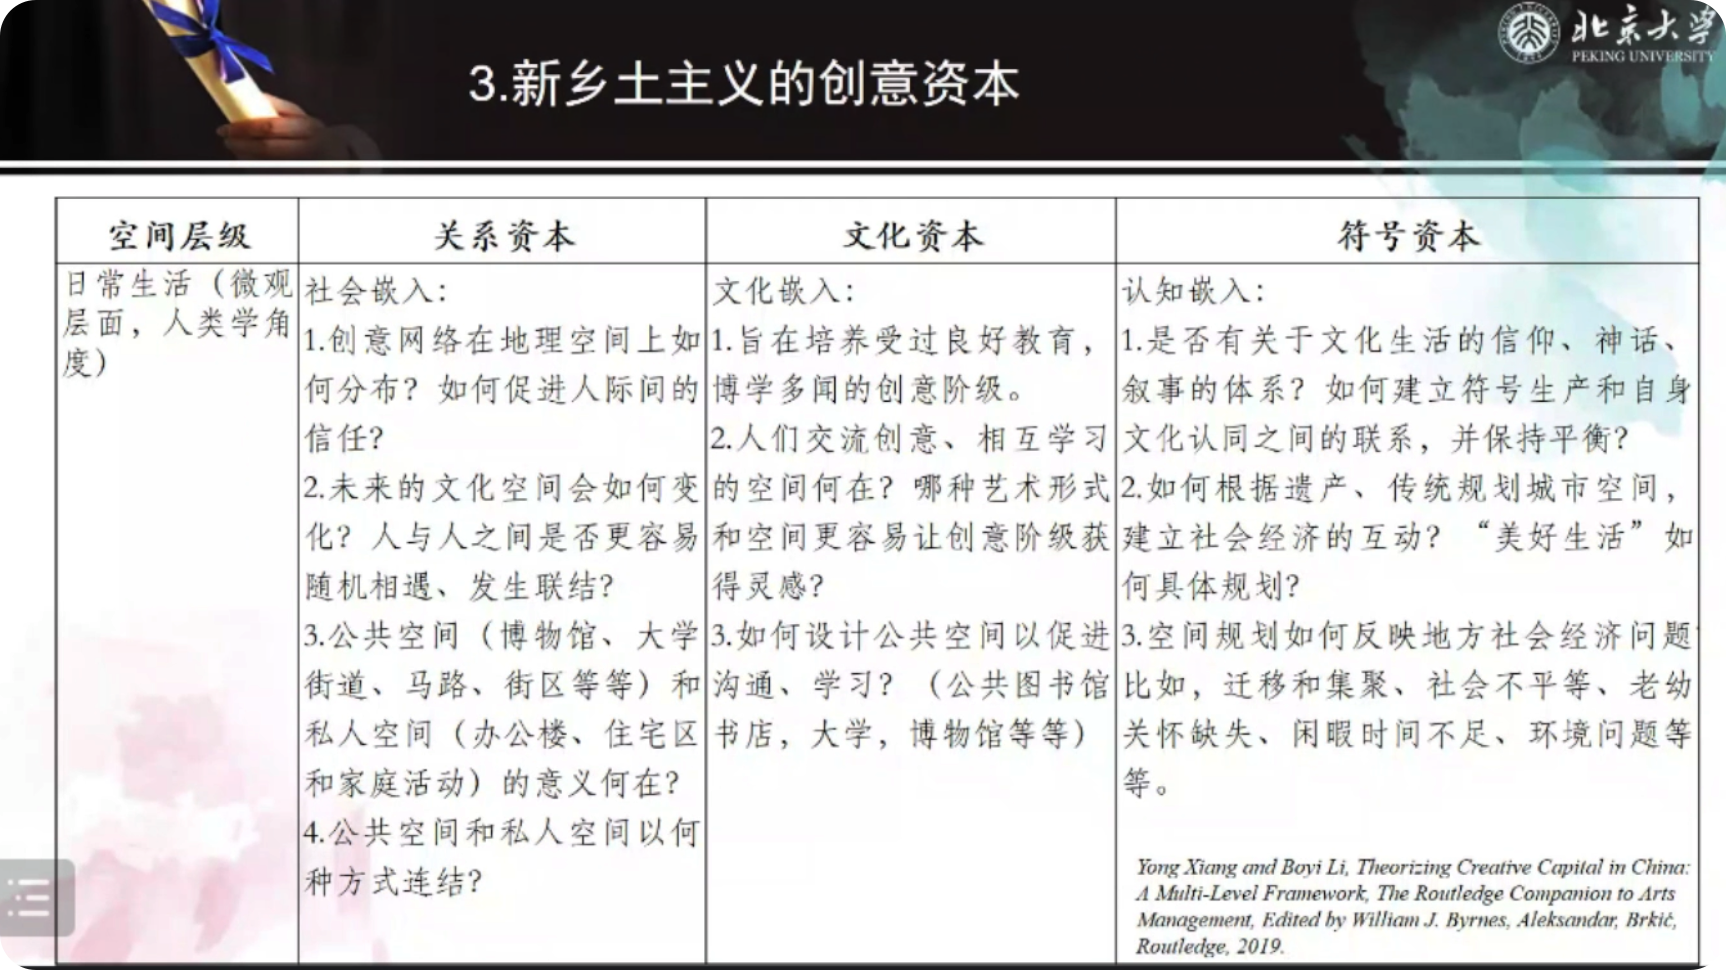 北京大学
PEKING UNIVERSITY
3.新乡土主义的创意资本
空间层级
关系资本
文化资本
符号资本
日常生活（微观
层面，人类学角
度）
社会嵌入：
1.创意网络在地理空间上如
何分布？如何促进人际间的
信任？
2.未来的文化空间会如何变
化？人与人之间是否更容易
随机相遇、发生联结？
3.公共空间（博物馆、大学
街道、马路、街区等等）和
私人空间（办公楼、住宅区
和家庭活动）的意义何在？
4.公共空间和私人空间以何
种方式连结？
文化嵌入：
1.旨在培养受过良好教育，
博学多闻的创意阶级。
2.人们交流创意、相互学习
的空间何在？哪种艺术形式
和空间更容易让创意阶级获
得灵感？
3.如何设计公共空间以促进
沟通、学习？（公共图书馆
书店，大学，博物馆等等）
认知嵌入：
1.是否有关于文化生活的信仰、神话、
叙事的体系？如何建立符号生产和自身
文化认同之间的联系，并保持平衡？
2.如何根据遗产、传统规划城市空间，
建立社会经济的互动？“美好生活”如
何具体规划？
3.空间规划如何反映地方社会经济问题
比如，迁移和集聚、社会不平等、老幼
关怀缺失、闲暇时间不足、环境问题等
等。
Yong Xiang and Boyi Li, Theorizing Creative Capital in China:
A Multi-Level Framework, The Routledge Companion to Arts
Management, Edited by William J. Byrnes, Aleksandar, Brkić,
Routledge, 2019.